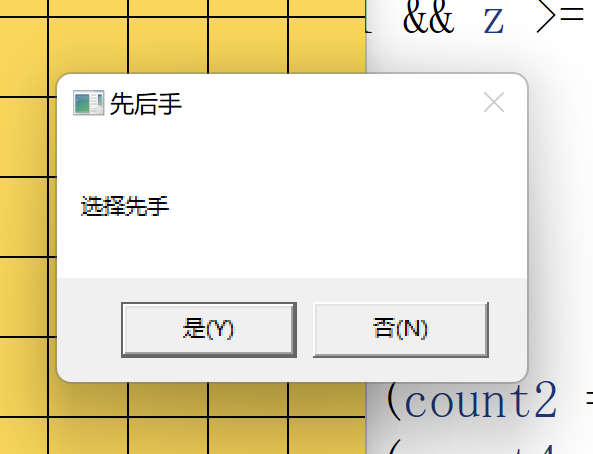 && z >=
先后手
选择先手
是(Y) 否(N)
(count2 =